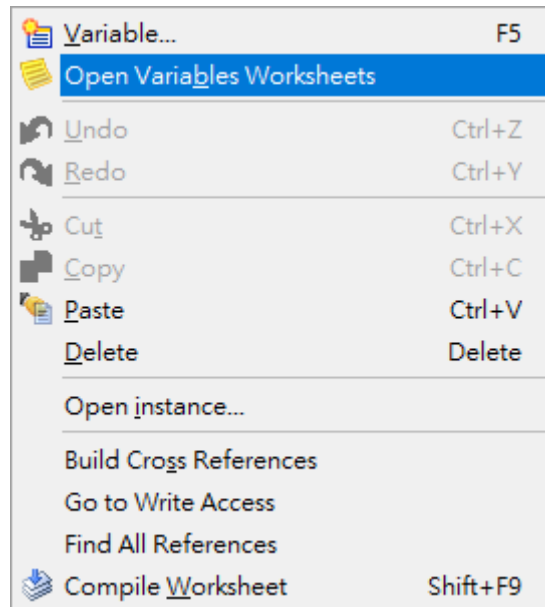 Variable... F5
Open Variables Worksheets
Undo Ctrl+Z
Redo Ctrl+Y
Cut Ctrl+X
Copy Ctrl+C
Paste Ctrl+V
Delete Delete
Open instance...
Build Cross References
Go to Write Access
Find All References
Compile Worksheet Shift+F9